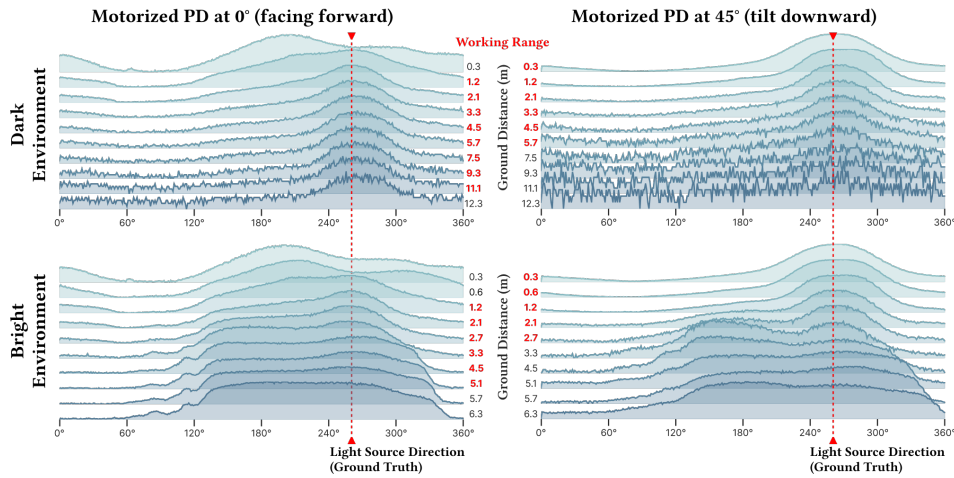 Motorized PD at 0° (facing forward)
Motorized PD at 45° (tilt downward)
Working Range
Dark
Environment
Ground Distance (m)
0.3
1.2
2.1
3.3
4.5
5.7
7.5
9.3
11.1
12.3
0.3
1.2
2.1
3.3
4.5
5.7
7.5
9.3
11.1
12.3
0° 60° 120° 180° 240° 300° 360°
0° 60° 120° 180° 240° 300° 360°
Bright
Environment
Ground Distance (m)
0.3
0.6
1.2
2.1
2.7
3.3
4.5
5.1
5.7
6.3
0.3
0.6
1.2
2.1
2.7
3.3
4.5
5.1
5.7
6.3
0° 60° 120° 180° 240° 300° 360°
0° 60° 120° 180° 240° 300° 360°
Light Source Direction
(Ground Truth)
Light Source Direction
(Ground Truth)